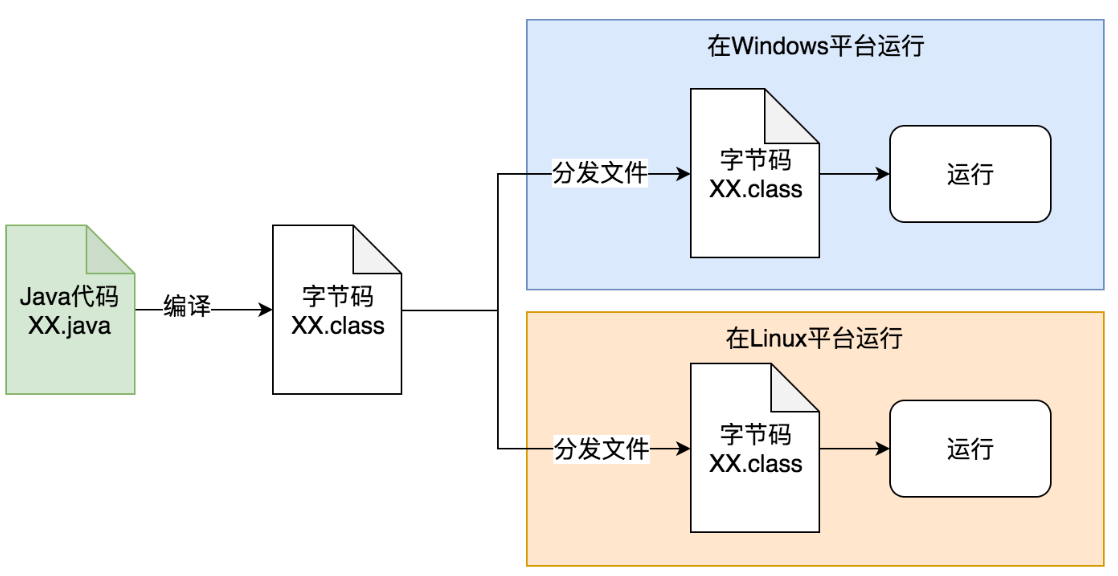 Java代码
XX.java
编译
字节码
XX.class
在Windows平台运行
分发文件
字节码
XX.class
运行
在Linux平台运行
分发文件
字节码
XX.class
运行